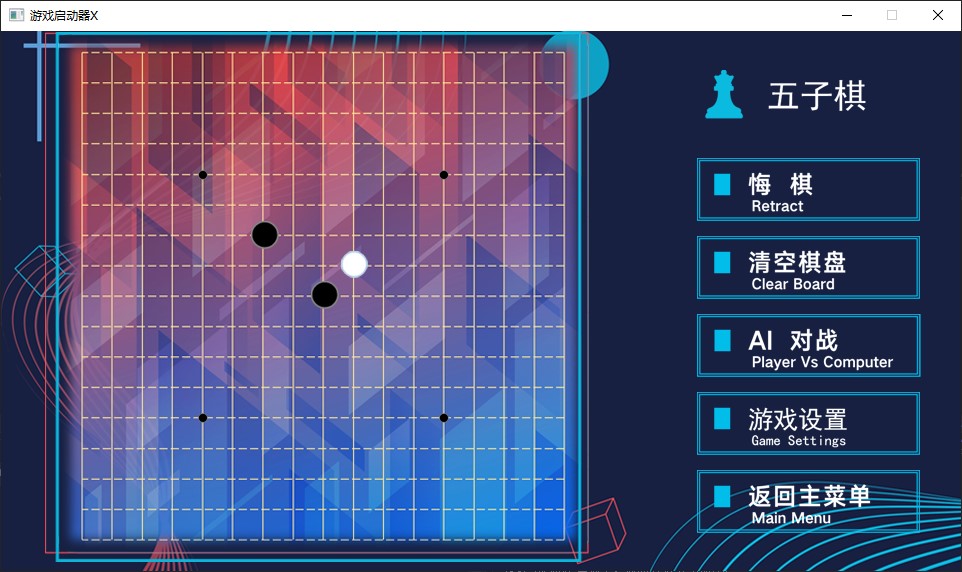 游戏启动器X
五子棋
悔 棋
Retract
清空棋盘
Clear Board
AI 对战
Player Vs Computer
游戏设置
Game Settings
返回主菜单
Main Menu